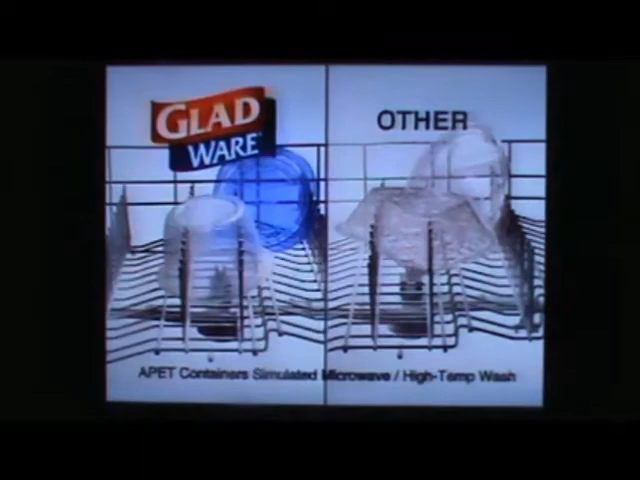 GLAD
WARE
OTHER
APET Containers Simulated Microwave / High-Temp Wash